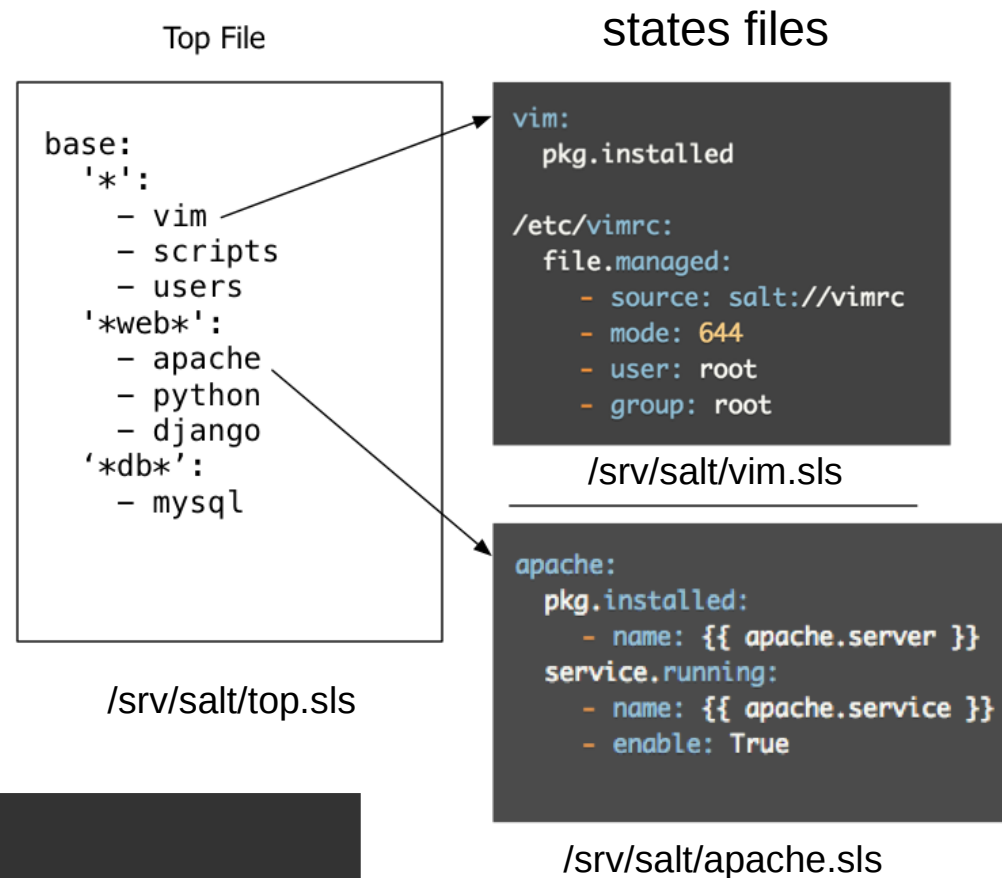 Top File
base:
'*':
– vim
– scripts
– users
'*web*':
– apache
– python
– django
‘*db*’:
– mysql
/srv/salt/top.sls
states files
vim:
pkg.installed
/etc/vimrc:
file.managed:
- source: salt://vimrc
- mode: 644
- user: root
- group: root
/srv/salt/vim.sls
apache:
pkg.installed:
- name: {{ apache.server }}
service.running:
- name: {{ apache.service }}
- enable: True
/srv/salt/apache.sls